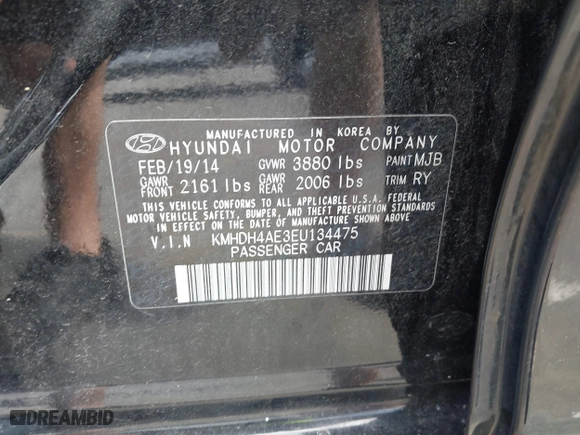 MANUFACTURED IN KOREA BY
HYUNDAI MOTOR COMPANY
FEB/19/14 GVWR 3880 lbs PAINT MJB
GAWR FRONT 2161 lbs GAWR REAR 2006 lbs TRIM RY
THIS VEHICLE CONFORMS TO ALL APPLICABLE U.S.A. FEDERAL
MOTOR VEHICLE SAFETY, BUMPER, AND THEFT PREVENTION STANDARDS
IN EFFECT ON THE DATE OF MANUFACTURE SHOWN ABOVE.
V.I.N KMHDH4AE3EU134475
PASSENGER CAR
DREAMBID